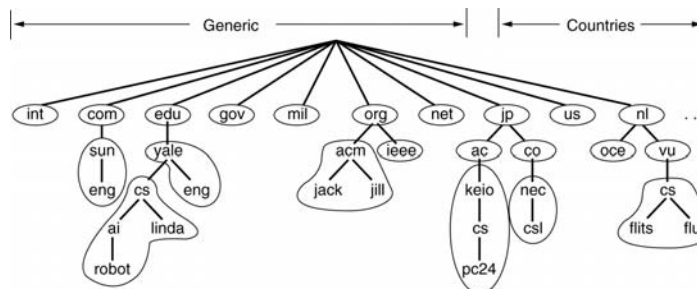 Generic Countries
int com edu gov mil org net jp us nl ...
sun yale acm ieee ac co oce vu
eng cs eng jack jill keio nec cs
ai linda cs csl flits
robot pc24